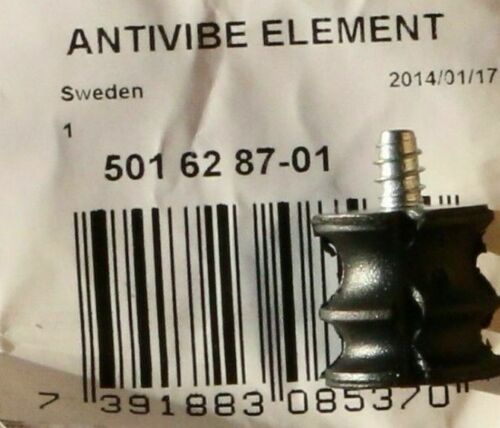 ANTIVIBE ELEMENT
Sweden
2014/01/17
1
501 62 87-01
7 391883 085370